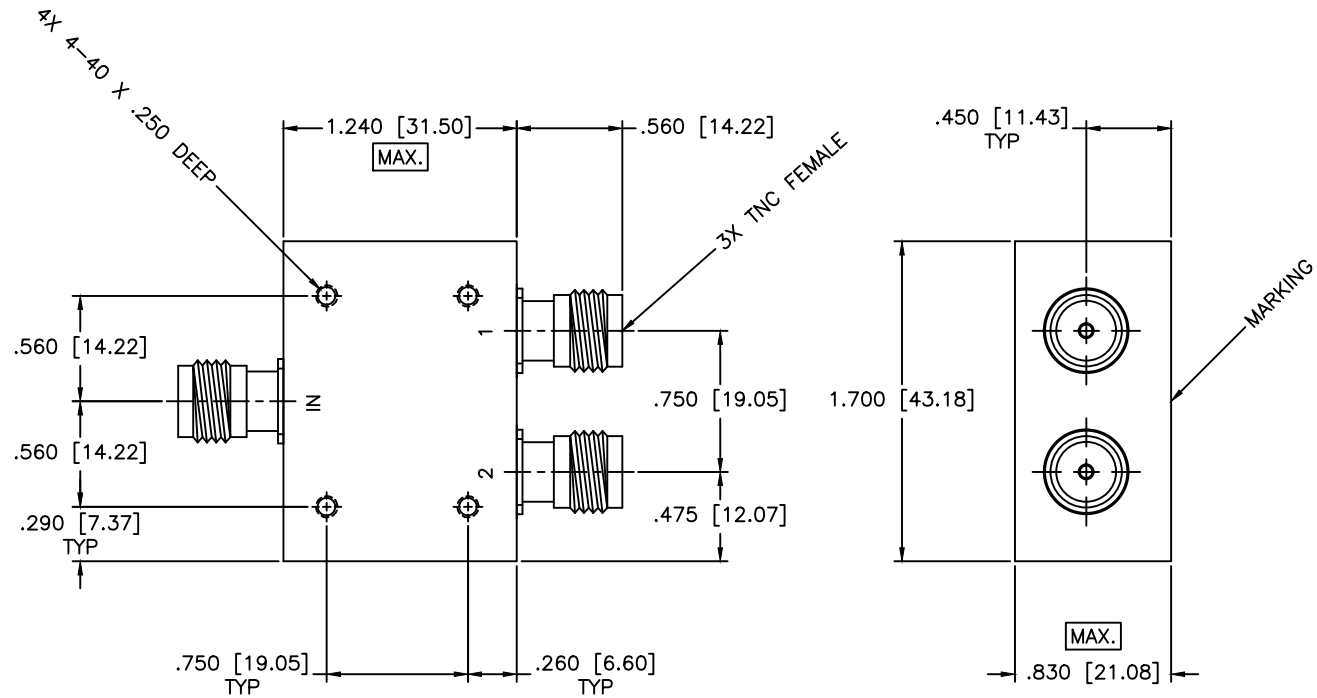 4X 4-40 X .250 DEEP
1.240 [31.50]
MAX.
.560 [14.22]
3X TNC FEMALE
.560 [14.22]
.560 [14.22]
.290 [7.37]
TYP
IN
1
2
.750 [19.05]
.475 [12.07]
.750 [19.05]
TYP
.260 [6.60]
TYP
.450 [11.43]
TYP
1.700 [43.18]
MARKING
MAX.
.830 [21.08]